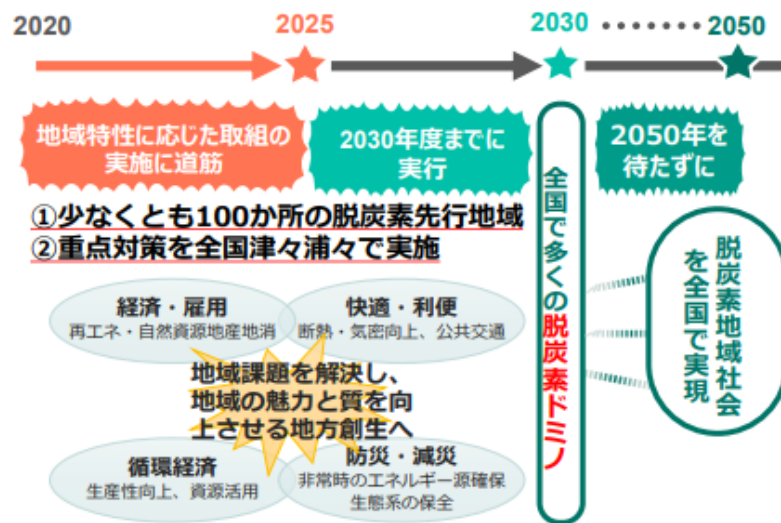 2020
2025
2030
2050
地域特性に応じた取組の
実施に道筋
2030年度までに
実行
2050年を
待たずに
①少なくとも100か所の脱炭素先行地域
②重点対策を全国津々浦々で実施
経済・雇用
再エネ・自然資源地産地消
快適・利便
断熱・気密向上、公共交通
地域課題を解決し、
地域の魅力と質を向
上させる地方創生へ
循環経済
生産性向上、資源活用
防災・減災
非常時のエネルギー源確保
生態系の保全
全国で多くの脱炭素ドミノ
脱炭素地域社会
を全国で実現